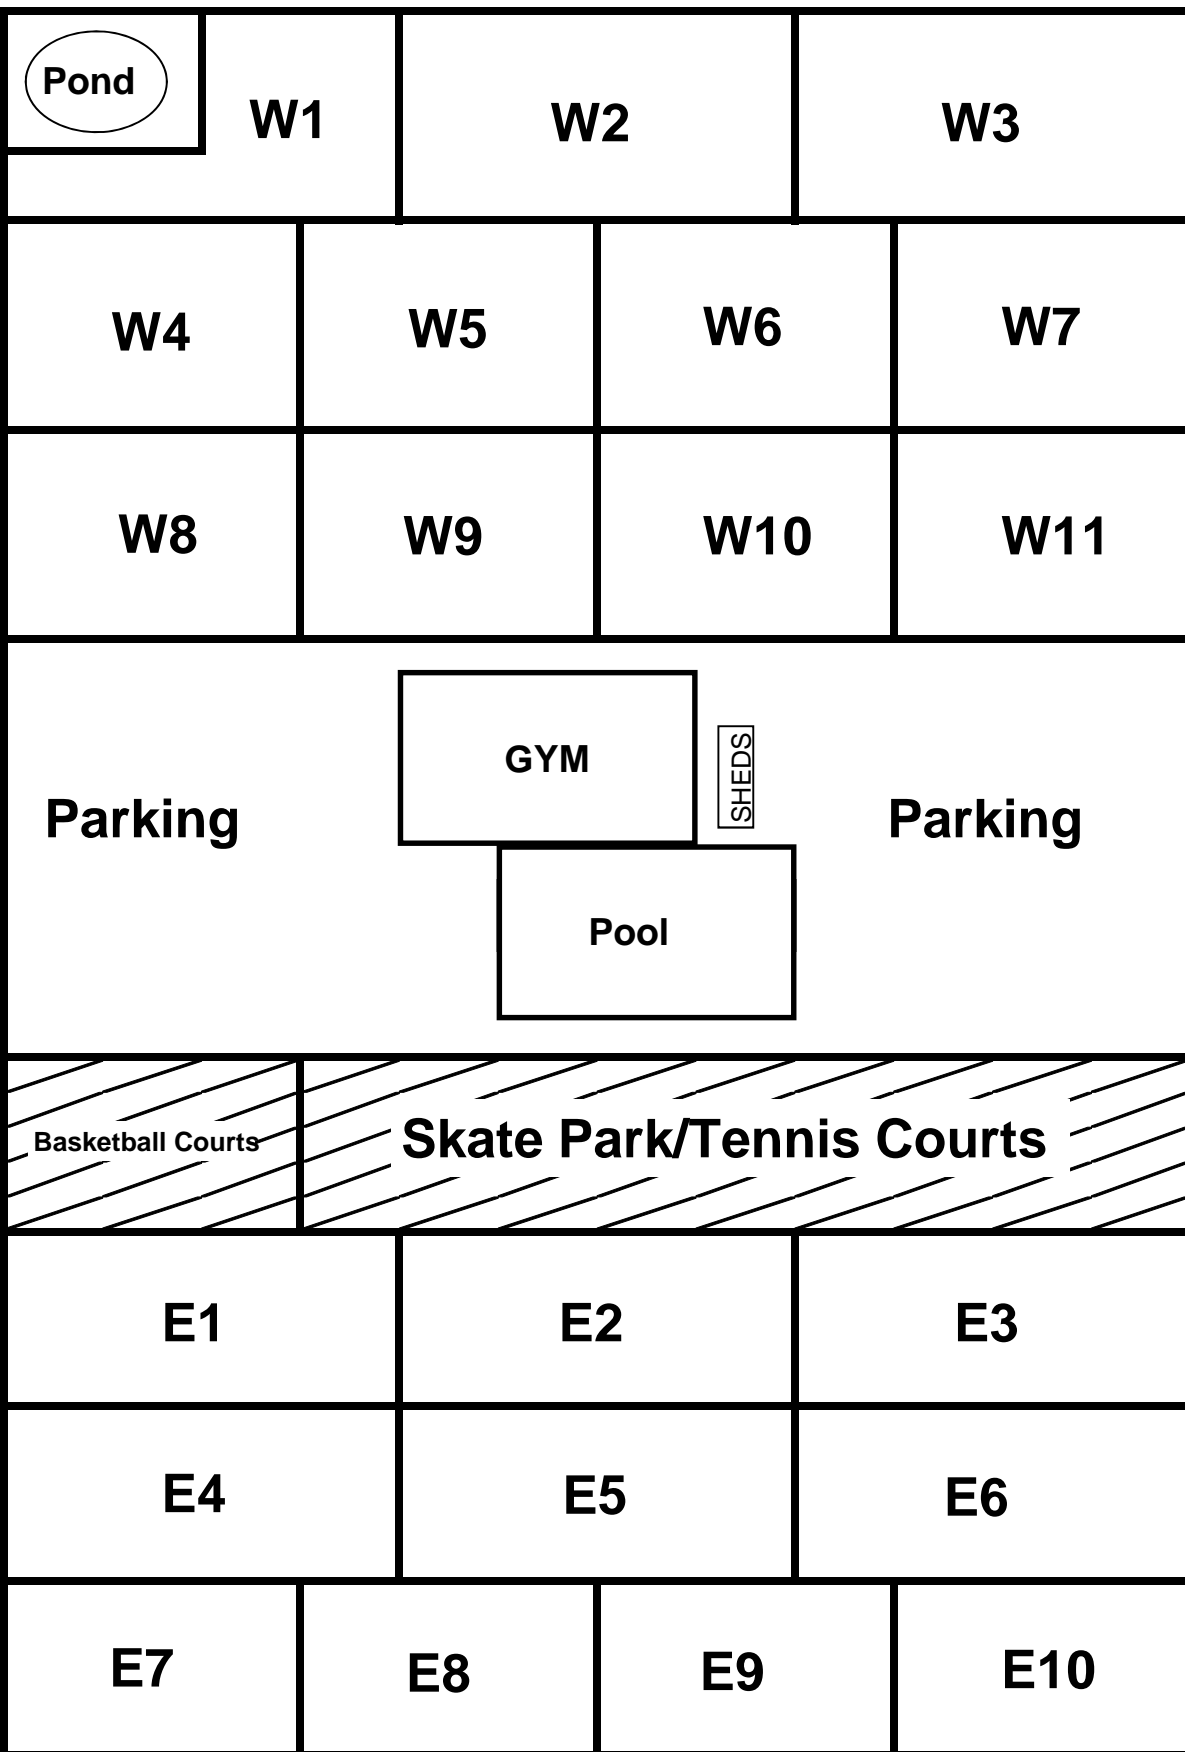 Pond
W1
W2
W3
W4
W5
W6
W7
W8
W9
W10
W11
GYM
SHEDS
Parking
Parking
Pool
Basketball Courts
Skate Park/Tennis Courts
E1
E2
E3
E4
E5
E6
E7
E8
E9
E10